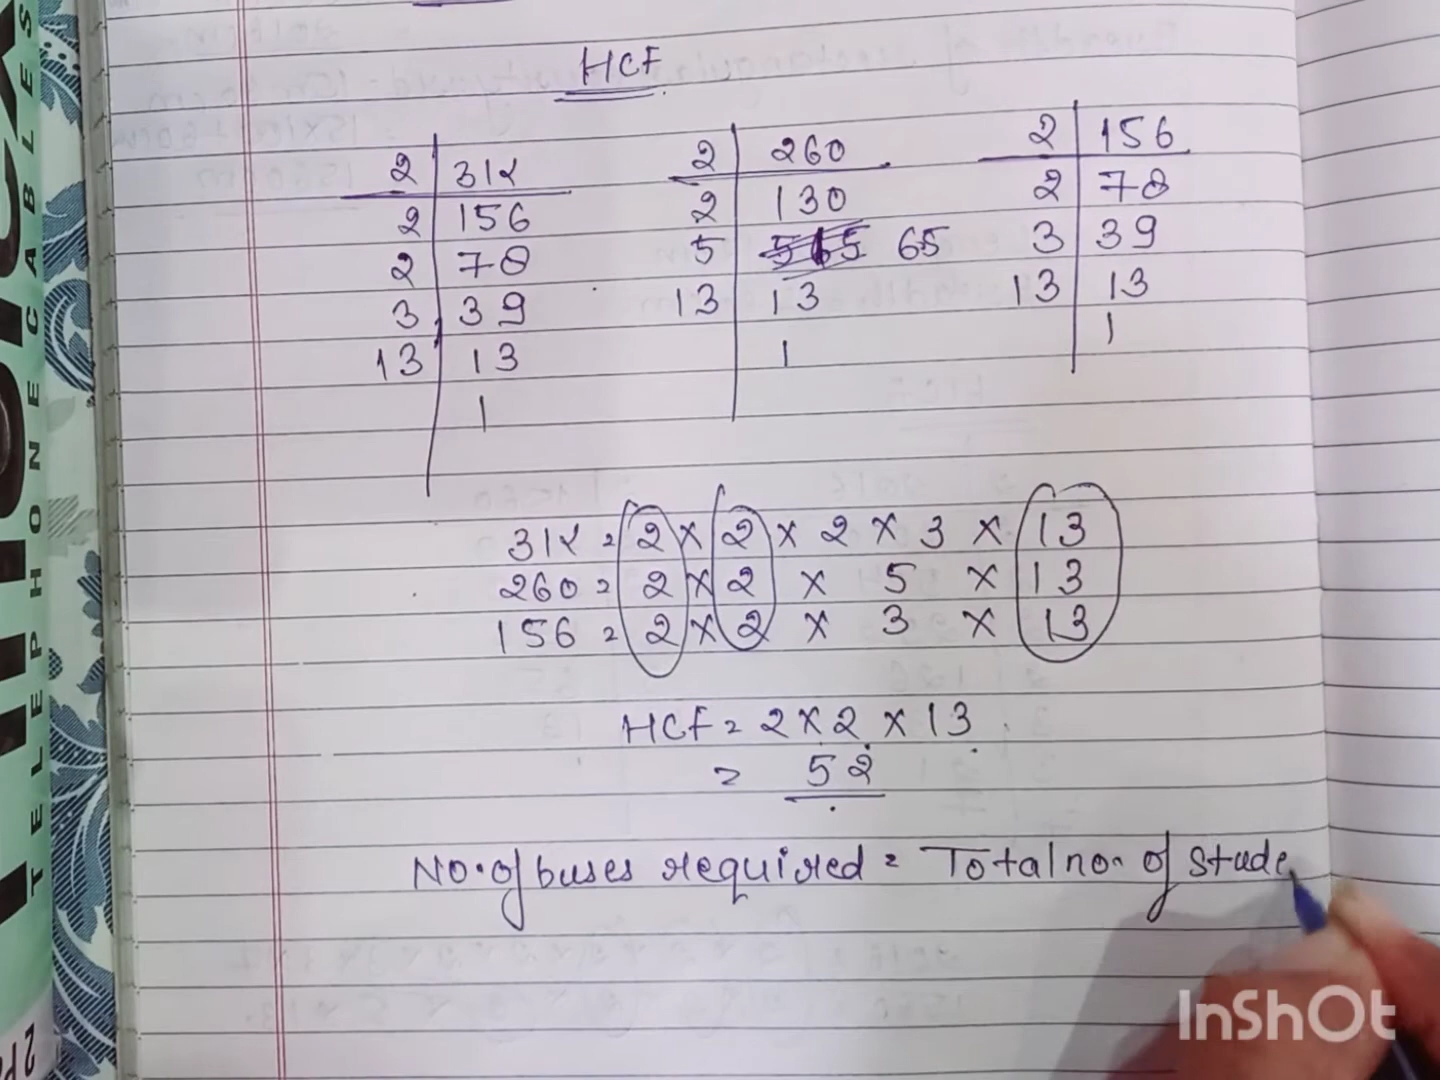 HCF
2 | 312
2 | 156
2 | 78
3 | 39
13 | 13
1
2 | 260
2 | 130
5 | 65
13 | 13
1
2 | 156
2 | 78
3 | 39
13 | 13
1
312 = 2 × 2 × 2 × 3 × 13
260 = 2 × 2 × 5 × 13
156 = 2 × 2 × 3 × 13
HCF = 2 × 2 × 13
= 52
No. of buses required = Total no. of stude
TELEPHONE CABLES
InShOt